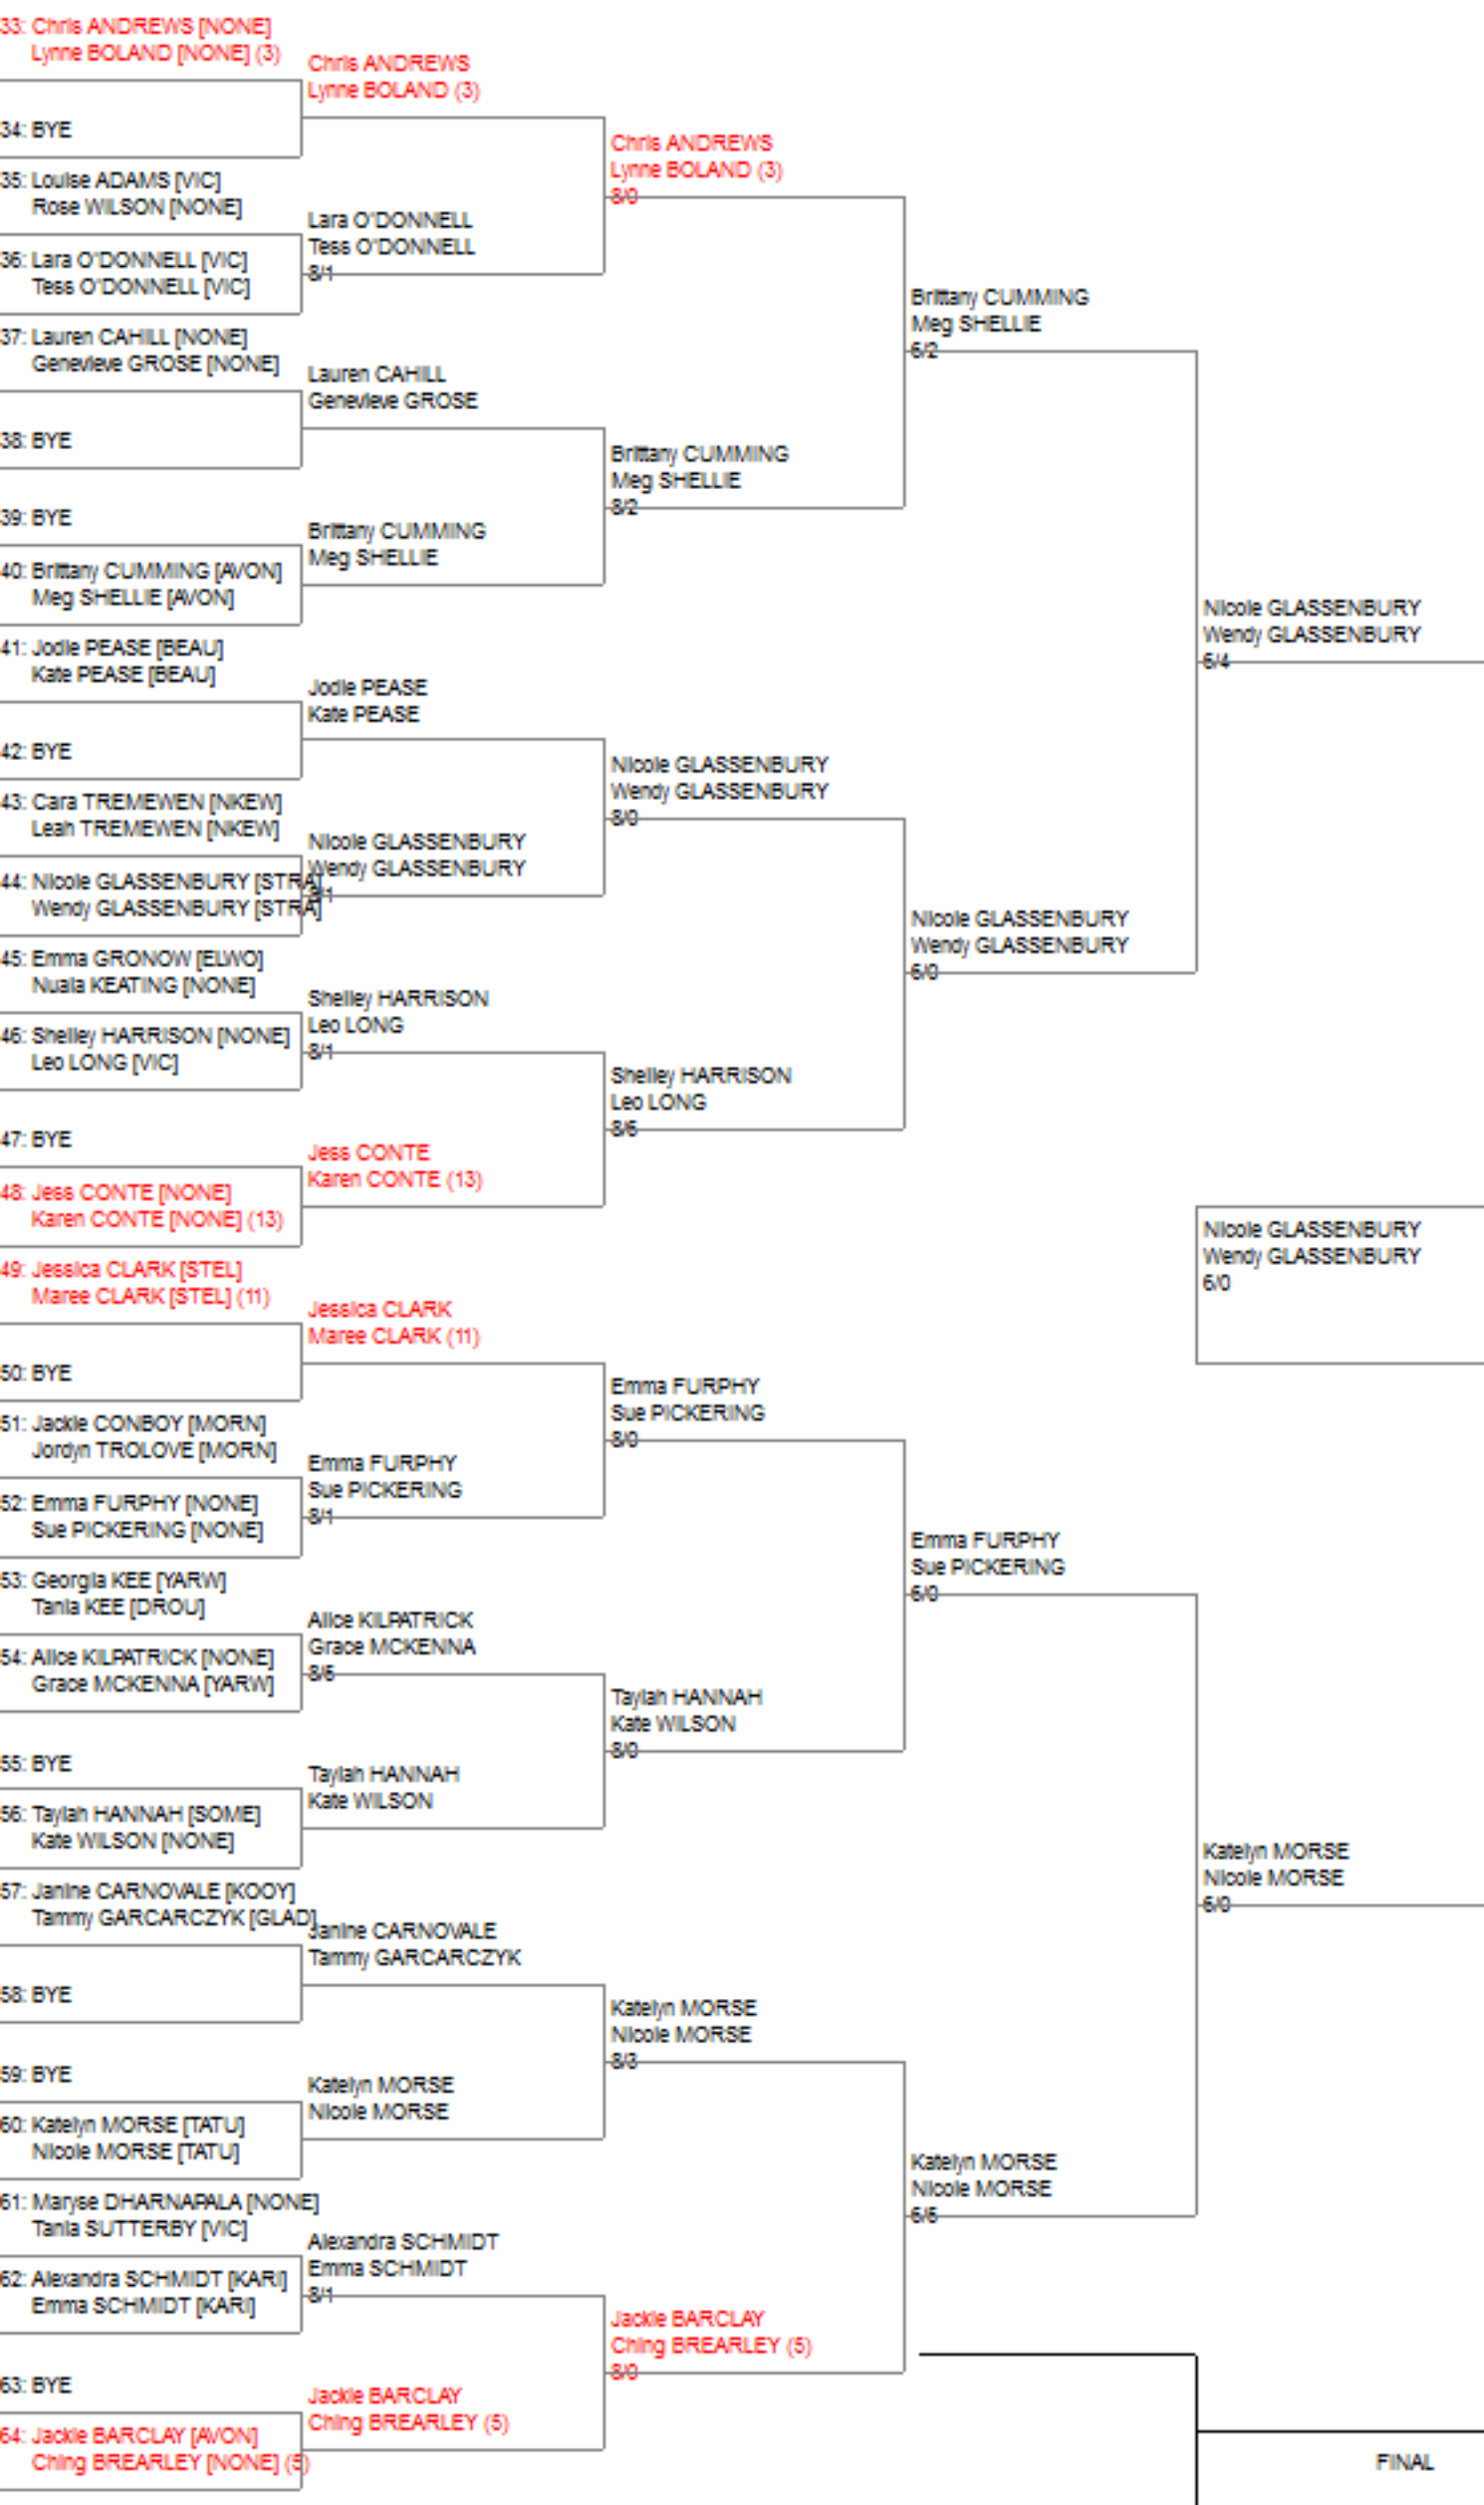 33: Chris ANDREWS [NONE]
Lynne BOLAND [NONE] (3)
34: BYE
35: Louise ADAMS [VIC]
Rose WILSON [NONE]
36: Lara O'DONNELL [VIC]
Tess O'DONNELL [VIC]
37: Lauren CAHILL [NONE]
Genevieve GROSE [NONE]
38: BYE
39: BYE
40: Brittany CUMMING [AVON]
Meg SHELLIE [AVON]
41: Jodie PEASE [BEAU]
Kate PEASE [BEAU]
42: BYE
43: Cara TREMEWEN [NKEW]
Leah TREMEWEN [NKEW]
44: Nicole GLASSENBURY [STRA]
Wendy GLASSENBURY [STRA]
45: Emma GRONOW [ELWO]
Nuala KEATING [NONE]
46: Shelley HARRISON [NONE]
Leo LONG [VIC]
47: BYE
48: Jess CONTE [NONE]
Karen CONTE [NONE] (13)
49: Jessica CLARK [STEL]
Maree CLARK [STEL] (11)
50: BYE
51: Jackie CONBOY [MORN]
Jordyn TROLOVE [MORN]
52: Emma FURPHY [NONE]
Sue PICKERING [NONE]
53: Georgia KEE [YARW]
Tania KEE [DROU]
54: Alice KILPATRICK [NONE]
Grace MCKENNA [YARW]
55: BYE
56: Taylah HANNAH [SOME]
Kate WILSON [NONE]
57: Janine CARNOVALE [KOOY]
Tammy GARCARCZYK [GLAD]
58: BYE
59: BYE
60: Katelyn MORSE [TATU]
Nicole MORSE [TATU]
61: Maryse DHARNAPALA [NONE]
Tania SUTTERBY [VIC]
62: Alexandra SCHMIDT [KARI]
Emma SCHMIDT [KARI]
63: BYE
64: Jackie BARCLAY [AVON]
Ching BREARLEY [NONE] (5)
Chris ANDREWS
Lynne BOLAND (3)
Lara O'DONNELL
Tess O'DONNELL
8/1
Lauren CAHILL
Genevieve GROSE
Brittany CUMMING
Meg SHELLIE
Jodie PEASE
Kate PEASE
Nicole GLASSENBURY
Wendy GLASSENBURY
Shelley HARRISON
Leo LONG
8/1
Jess CONTE
Karen CONTE (13)
Jessica CLARK
Maree CLARK (11)
Emma FURPHY
Sue PICKERING
8/1
Alice KILPATRICK
Grace MCKENNA
Taylah HANNAH
Kate WILSON
Janine CARNOVALE
Tammy GARCARCZYK
Katelyn MORSE
Nicole MORSE
Alexandra SCHMIDT
Emma SCHMIDT
8/1
Jackie BARCLAY
Ching BREARLEY (5)
Chris ANDREWS
Lynne BOLAND (3)
8/0
Brittany CUMMING
Meg SHELLIE
8/2
Nicole GLASSENBURY
Wendy GLASSENBURY
8/0
Shelley HARRISON
Leo LONG
Emma FURPHY
Sue PICKERING
8/0
Taylah HANNAH
Kate WILSON
8/0
Katelyn MORSE
Nicole MORSE
8/3
Jackie BARCLAY
Ching BREARLEY (5)
8/0
Brittany CUMMING
Meg SHELLIE
6/2
Nicole GLASSENBURY
Wendy GLASSENBURY
6/0
Emma FURPHY
Sue PICKERING
6/0
Katelyn MORSE
Nicole MORSE
Nicole GLASSENBURY
Wendy GLASSENBURY
6/4
Nicole GLASSENBURY
Wendy GLASSENBURY
6/0
Katelyn MORSE
Nicole MORSE
6/0
FINAL